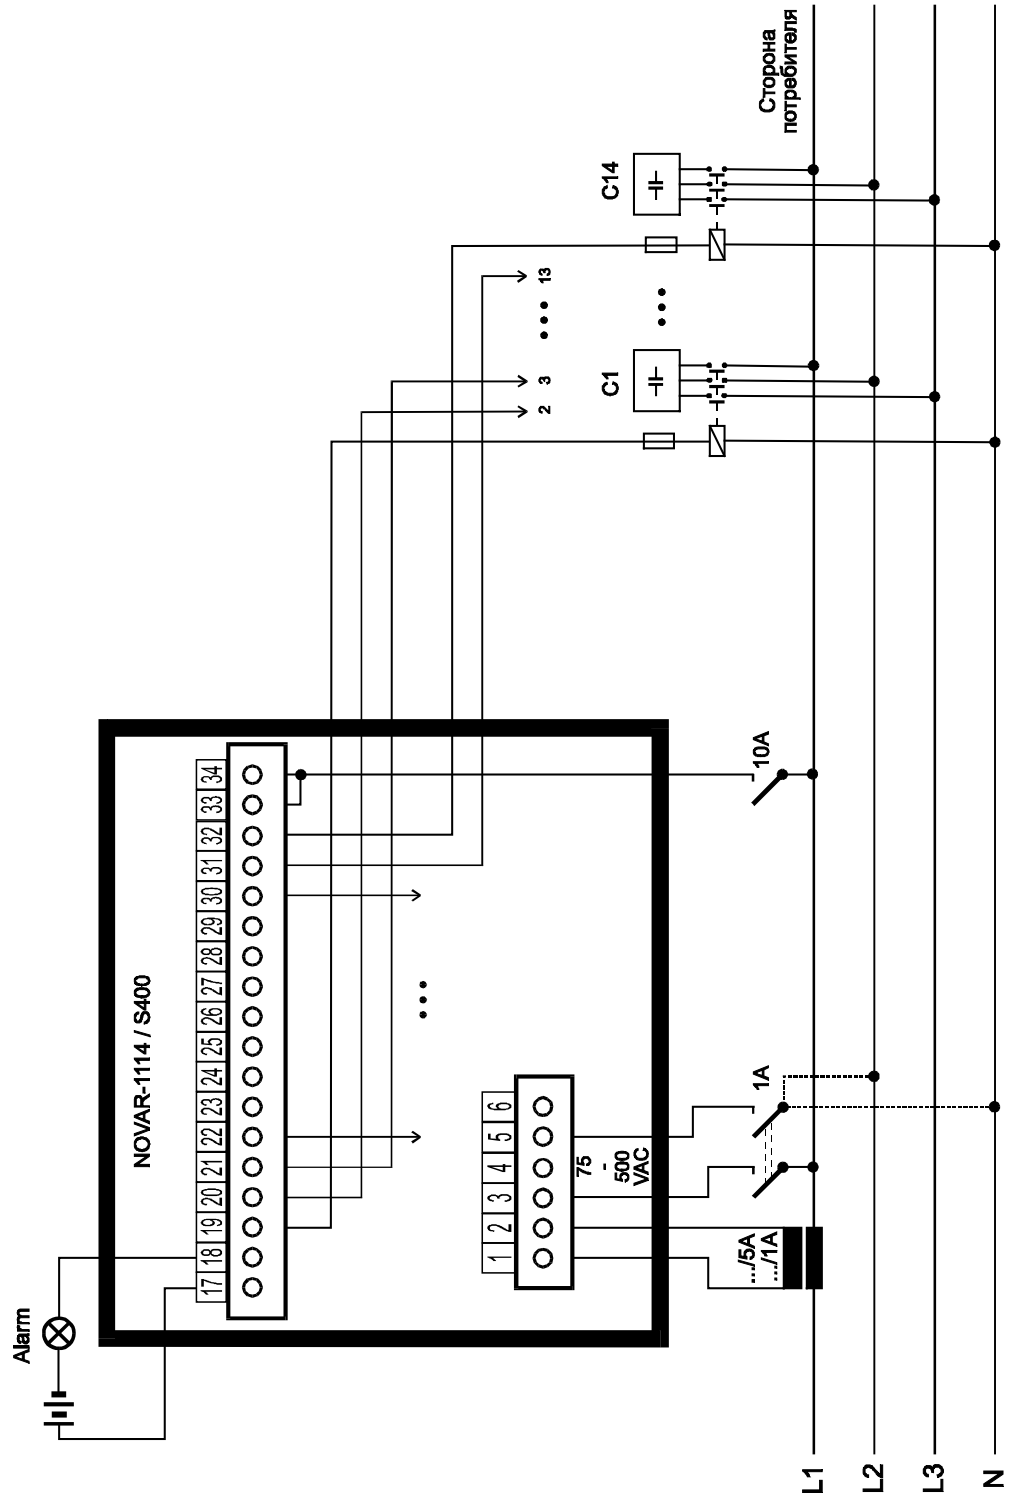 Alarm
NOVAR-1114 / S400
17 18 19 20 21 22 23 24 25 26 27 28 29 30 31 32 33 34
1 2 3 4 5 6
75
-
500
VAC
.../5A
.../1A
1A
10A
2 3 13
C1
C14
Сторона
потребителя
L1
L2
L3
N